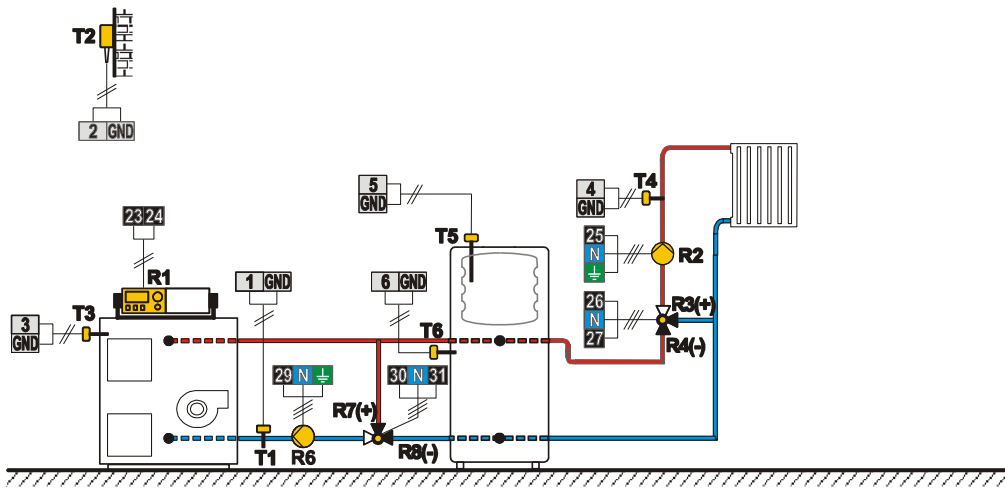 T2
2 GND
5
GND
4
GND
T4
23 24
25
N
T5
R2
R1
1 GND
6 GND
26
N
27
R3(+)
R4(-)
3
GND
T3
T6
29 N
30 N 31
R7(+)
R8(-)
T1
R6